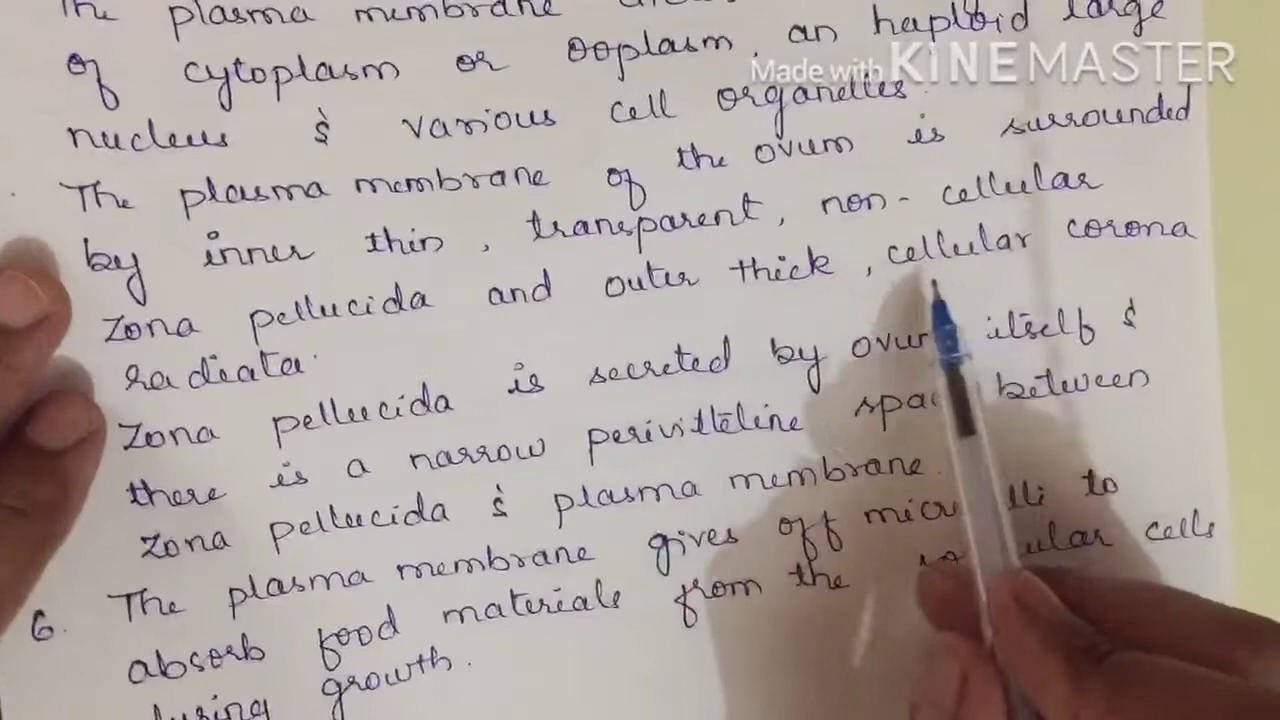 The plasma membrane
of cytoplasm or ooplasm, an haploid large
Made with KINEMASTER
nucleus & various cell organelles.
The plasma membrane of the ovum is surrounded
by inner thin, transparent, non-cellular
Zona pellucida and outer thick, cellular corona
radiata.
Zona pellucida is secreted by itself &
there is a narrow perivitteline between
Zona pellucida & plasma membrane.
6. The plasma membrane gives off to
absorb food materials from the cells
during growth.